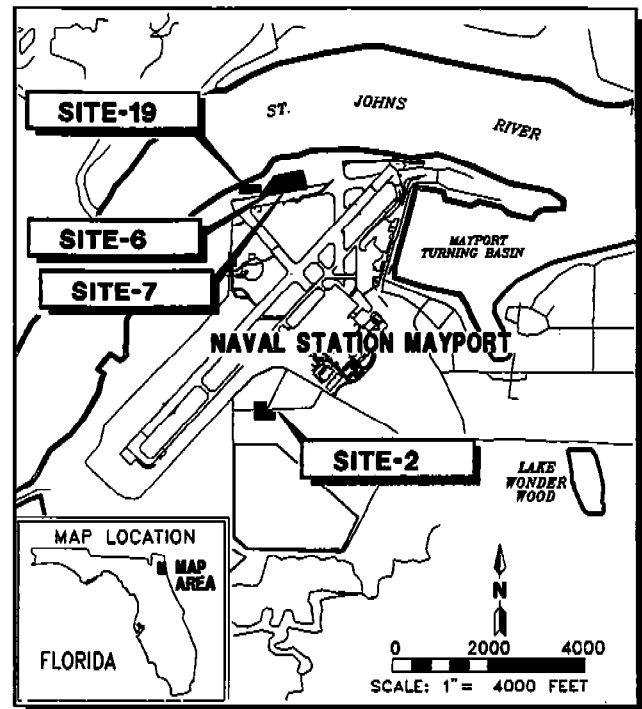 SITE-19
ST. JOHNS RIVER
SITE-6
MAYPORT
TURNING BASIN
SITE-7
NAVAL STATION MAYPORT
SITE-2
LAKE
WONDER
WOOD
MAP LOCATION
MAP
AREA
FLORIDA
N
0 2000 4000
SCALE: 1"= 4000 FEET